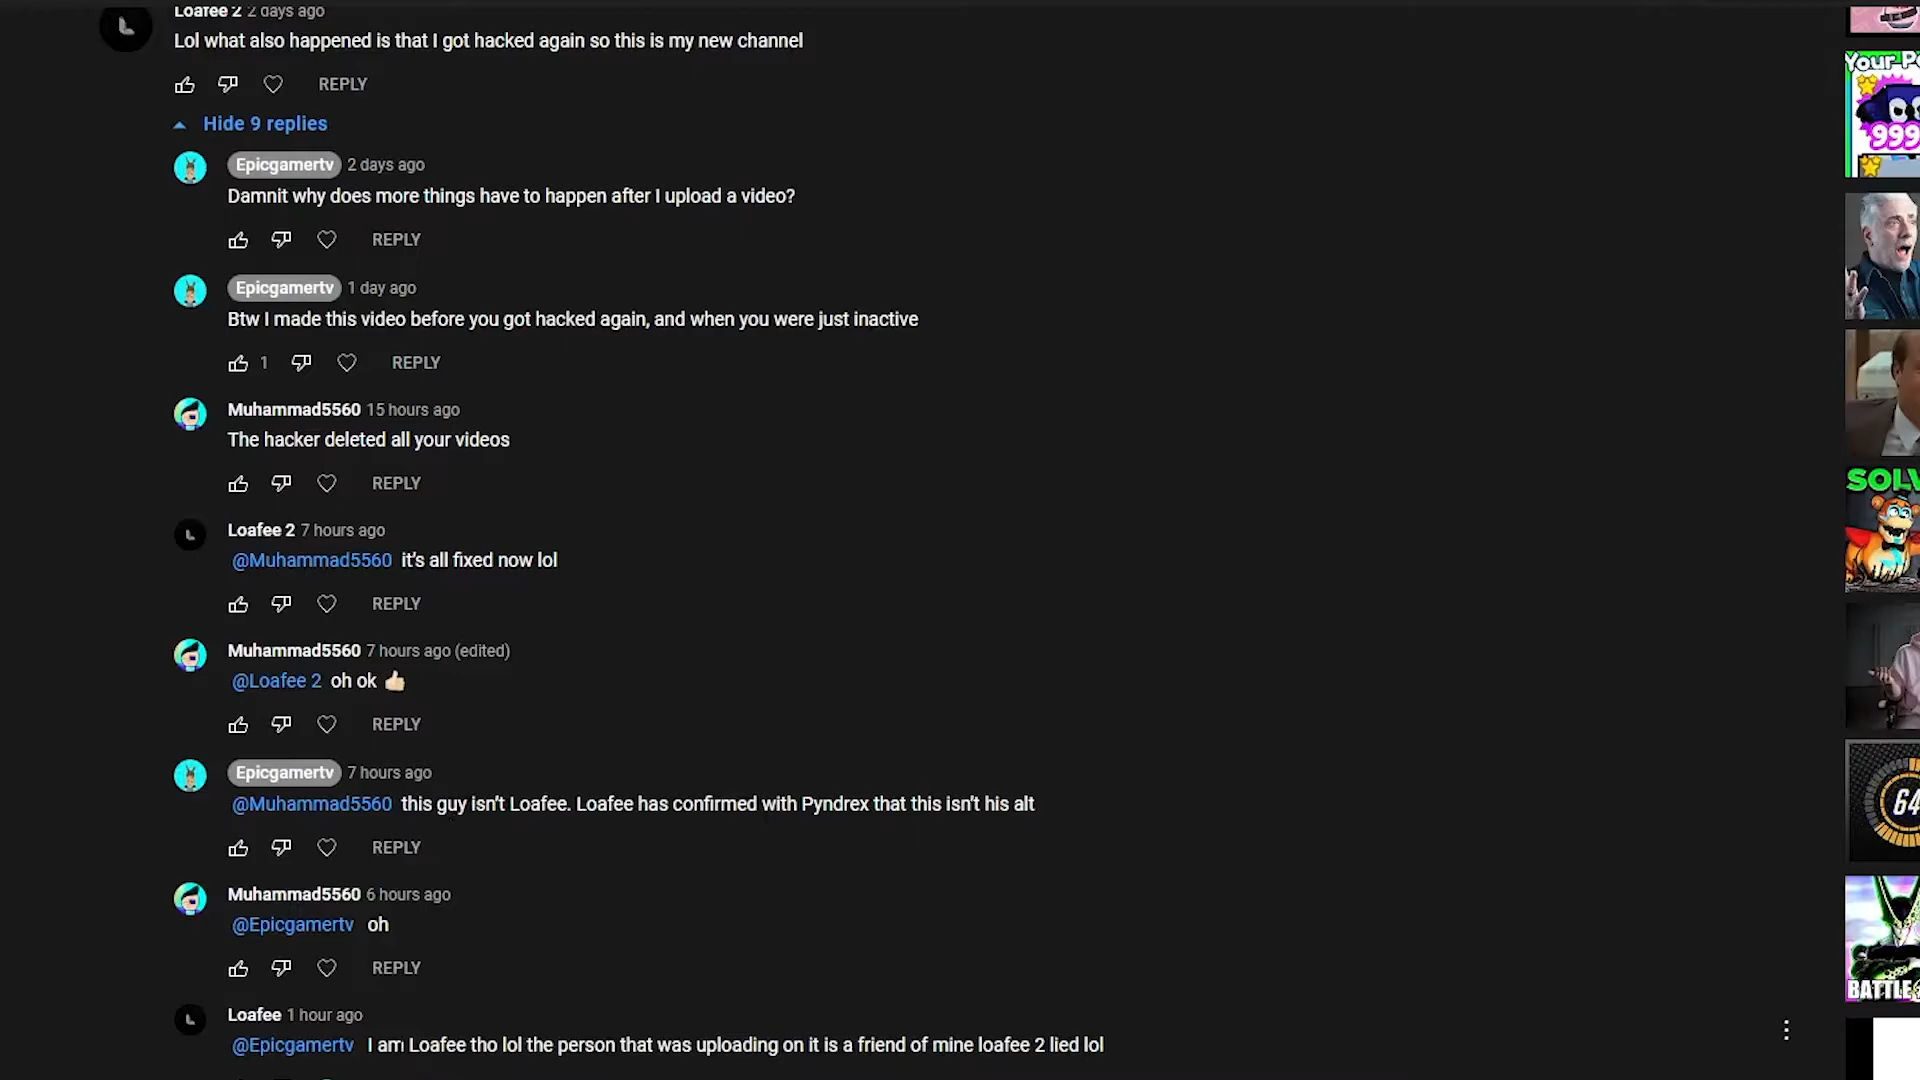 Loafee 2 2 days ago
Lol what also happened is that I got hacked again so this is my new channel
REPLY
Hide 9 replies
Epicgamertv 2 days ago
Damnit why does more things have to happen after I upload a video?
REPLY
Epicgamertv 1 day ago
Btw I made this video before you got hacked again, and when you were just inactive
1 REPLY
Muhammad5560 15 hours ago
The hacker deleted all your videos
REPLY
Loafee 2 7 hours ago
@Muhammad5560 it's all fixed now lol
REPLY
Muhammad5560 7 hours ago (edited)
@Loafee 2 oh ok 👍🏻
REPLY
Epicgamertv 7 hours ago
@Muhammad5560 this guy isn't Loafee. Loafee has confirmed with Pyndrex that this isn't his alt
REPLY
Muhammad5560 6 hours ago
@Epicgamertv oh
REPLY
Loafee 1 hour ago
@Epicgamertv I am Loafee tho lol the person that was uploading on it is a friend of mine loafee 2 lied lol
Your
999
SOLV
64
BATTLE